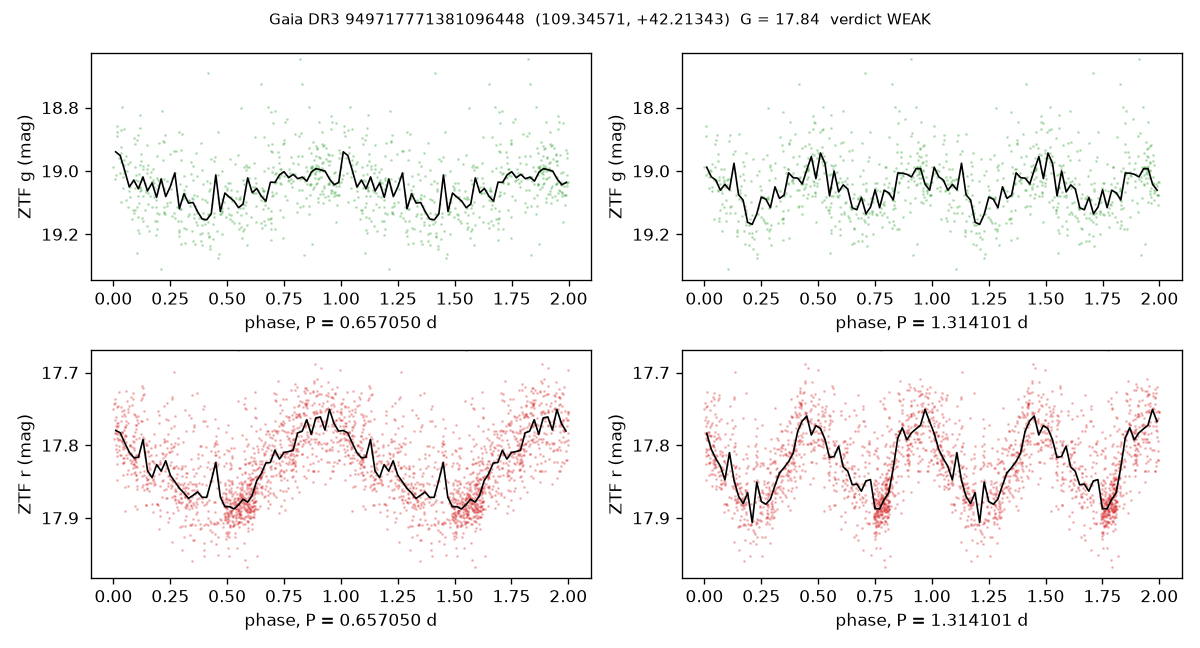 Gaia DR3 949717771381096448 (109.34571, +42.21343) G = 17.84 verdict WEAK
ZTF g (mag)
18.8
19.0
19.2
0.00 0.25 0.50 0.75 1.00 1.25 1.50 1.75 2.00
phase, P = 0.657050 d
ZTF g (mag)
18.8
19.0
19.2
0.00 0.25 0.50 0.75 1.00 1.25 1.50 1.75 2.00
phase, P = 1.314101 d
ZTF r (mag)
17.7
17.8
17.9
0.00 0.25 0.50 0.75 1.00 1.25 1.50 1.75 2.00
phase, P = 0.657050 d
ZTF r (mag)
17.7
17.8
17.9
0.00 0.25 0.50 0.75 1.00 1.25 1.50 1.75 2.00
phase, P = 1.314101 d